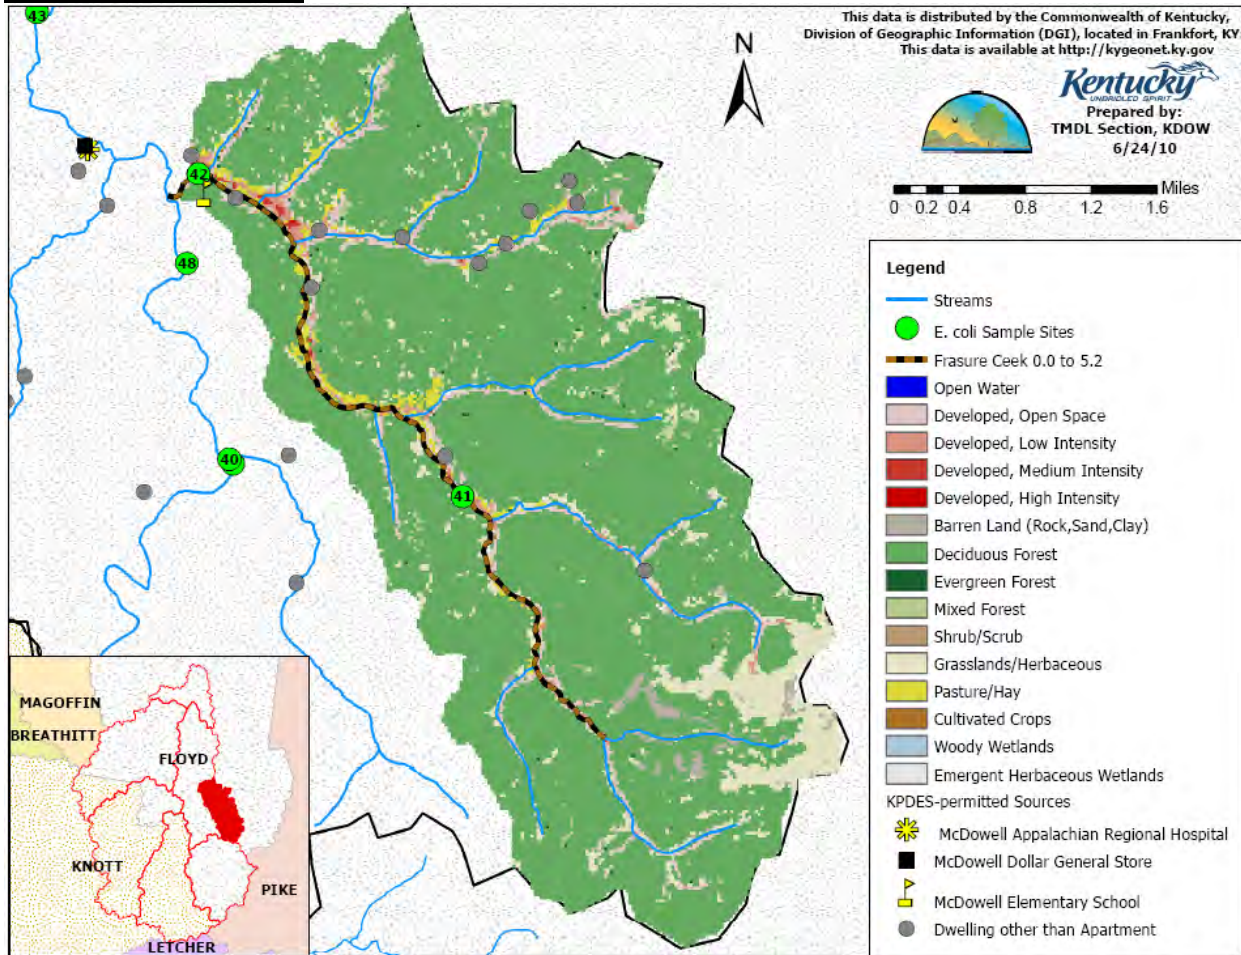 43
This data is distributed by the Commonwealth of Kentucky,
Division of Geographic Information (DGI), located in Frankfort, KY.
This data is available at http://kygeonet.ky.gov
N
Kentucky
UNBRIDLED SPIRIT
Prepared by:
TMDL Section, KDOW
6/24/10
Miles
0 0.2 0.4 0.8 1.2 1.6
42
48
40
41
Legend
Streams
E. coli Sample Sites
Frasure Ceek 0.0 to 5.2
Open Water
Developed, Open Space
Developed, Low Intensity
Developed, Medium Intensity
Developed, High Intensity
Barren Land (Rock,Sand,Clay)
Deciduous Forest
Evergreen Forest
Mixed Forest
Shrub/Scrub
Grasslands/Herbaceous
Pasture/Hay
Cultivated Crops
Woody Wetlands
Emergent Herbaceous Wetlands
KPDES-permitted Sources
McDowell Appalachian Regional Hospital
McDowell Dollar General Store
McDowell Elementary School
Dwelling other than Apartment
MAGOFFIN
BREATHITT
FLOYD
KNOTT
PIKE
LETCHER